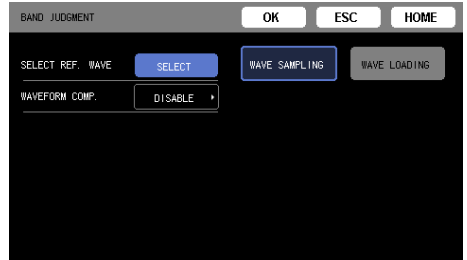 BAND JUDGMENT OK ESC HOME
SELECT REF. WAVE SELECT WAVE SAMPLING WAVE LOADING
WAVEFORM COMP. DISABLE